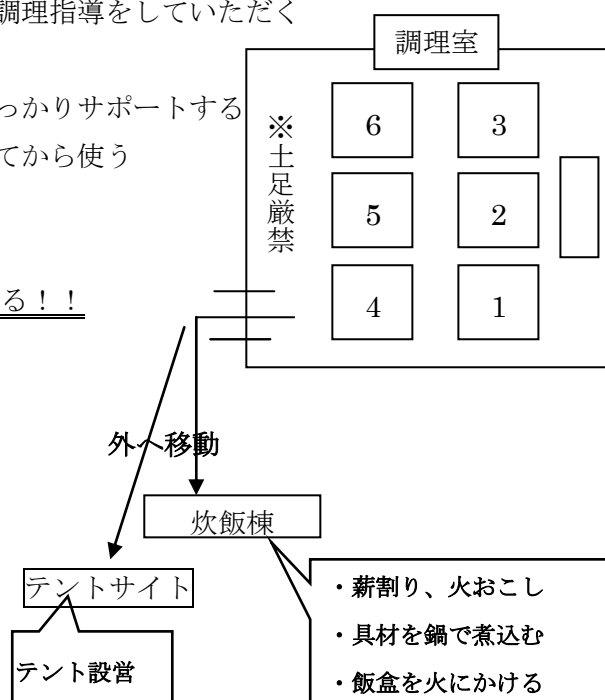 調理指導をしていただく
っかりサポートする
てから使う
る！！
調理室
※土足厳禁
6
3
5
2
4
1
外へ移動
炊飯棟
テントサイト
テント設営
・薪割り、火おこし
・具材を鍋で煮込む
・飯盒を火にかける